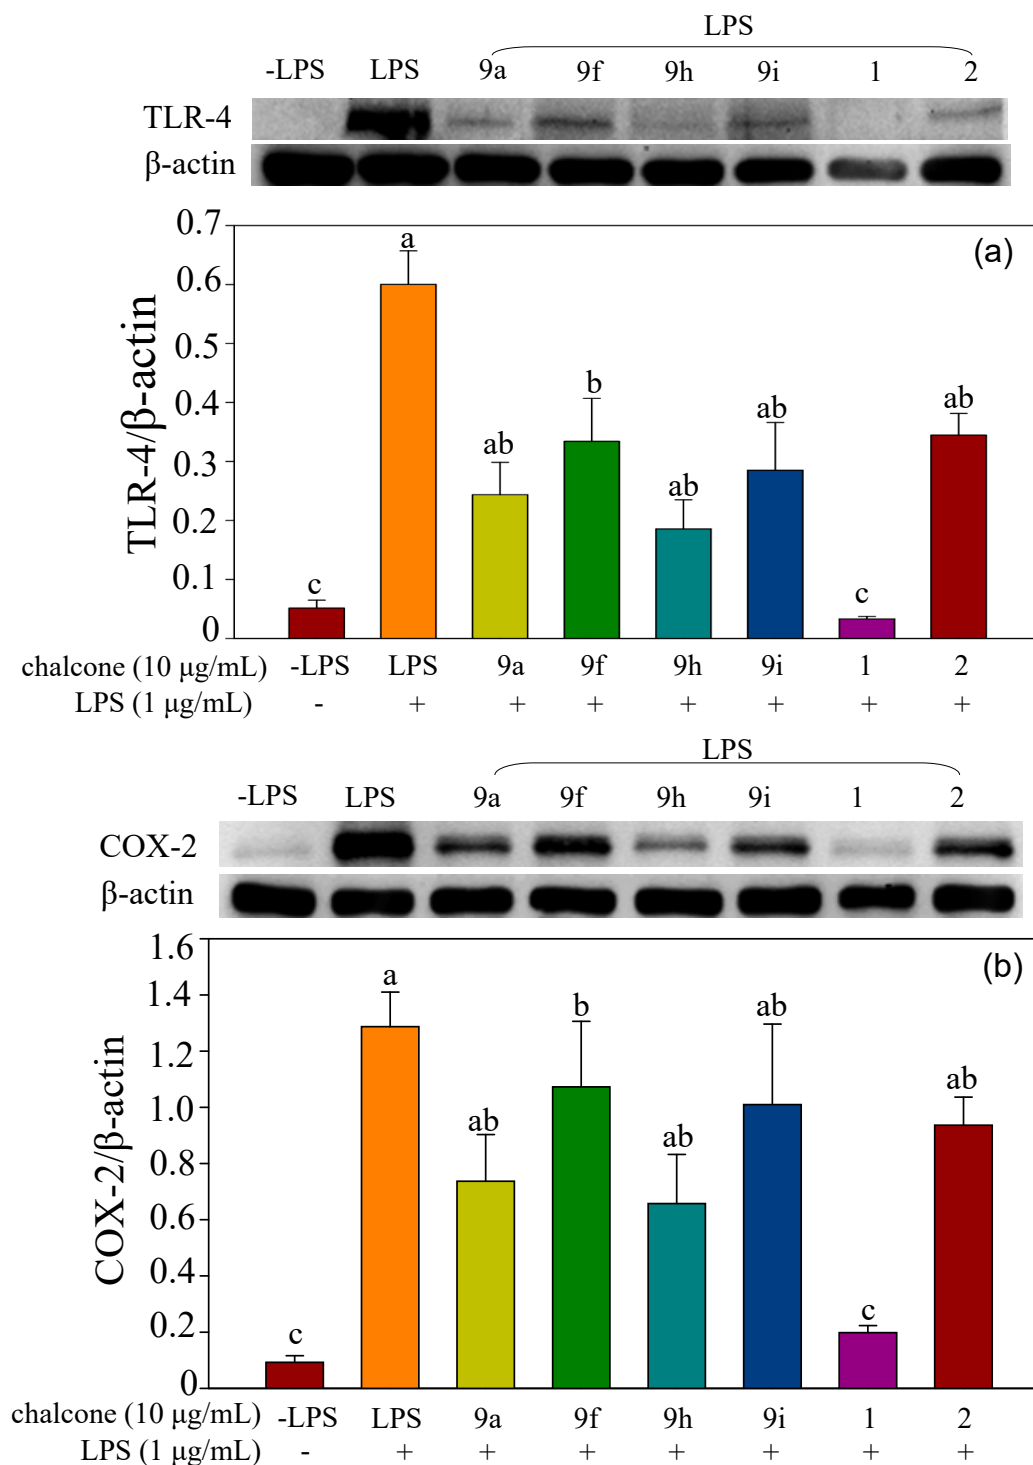 LPS
-LPS LPS 9a 9f 9h 9i 1 2
TLR-4
β-actin
(a)
TLR-4/β-actin
0.7
0.6
0.5
0.4
0.3
0.2
0.1
0
c a ab b ab ab c ab
chalcone (10 μg/mL) -LPS LPS 9a 9f 9h 9i 1 2
LPS (1 μg/mL) - + + + + + + +
LPS
-LPS LPS 9a 9f 9h 9i 1 2
COX-2
β-actin
(b)
COX-2/β-actin
1.6
1.4
1.2
1.0
0.8
0.6
0.4
0.2
0
c a ab b ab ab c ab
chalcone (10 μg/mL) -LPS LPS 9a 9f 9h 9i 1 2
LPS (1 μg/mL) - + + + + + + +